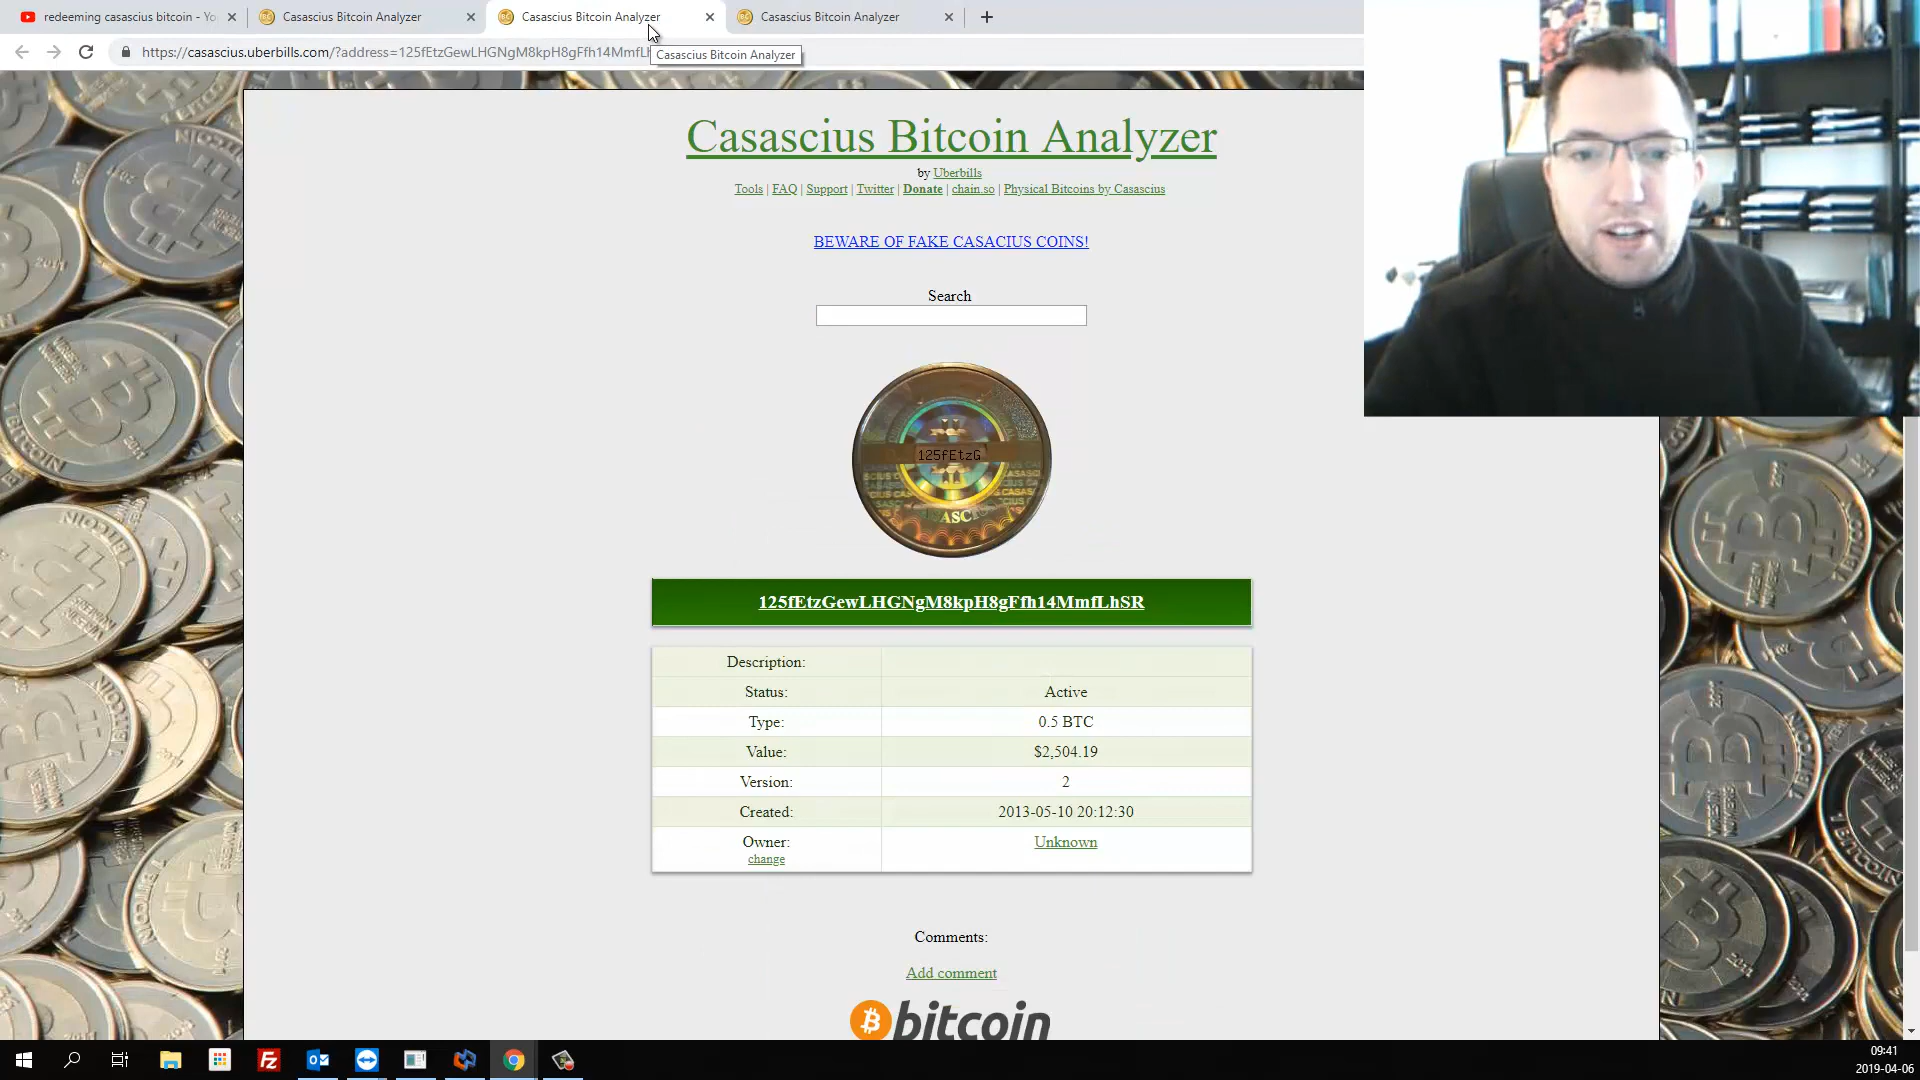 redeeming casascius bitcoin - Yo
Casascius Bitcoin Analyzer
Casascius Bitcoin Analyzer
Casascius Bitcoin Analyzer
https://casascius.uberbills.com/?address=125fEtzGewLHGNgM8kpH8gFfh14MmfLh
Casascius Bitcoin Analyzer
Casascius Bitcoin Analyzer
by Uberbills
Tools | FAQ | Support | Twitter | Donate | chain.so | Physical Bitcoins by Casascius
BEWARE OF FAKE CASACIUS COINS!
Search
125fEtzG
125fEtzGewLHGNgM8kpH8gFfh14MmfLhSR
Description:
Status: Active
Type: 0.5 BTC
Value: $2,504.19
Version: 2
Created: 2013-05-10 20:12:30
Owner: Unknown
change
Comments:
Add comment
bitcoin
09:41
2019-04-06